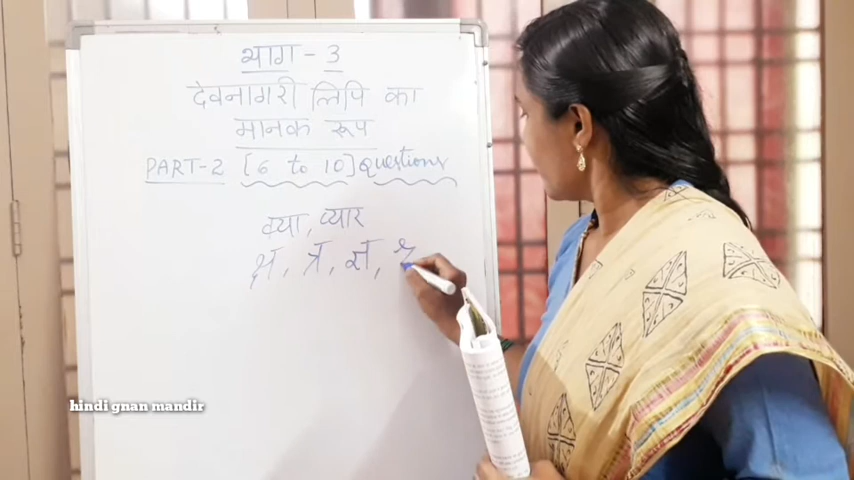 भाग - 3
देवनागरी लिपि का
मानक रूप
PART-2 [6 to 10] Questions
क्या, प्यार
क्ष, त्र, ज्ञ,
hindi gnan mandir